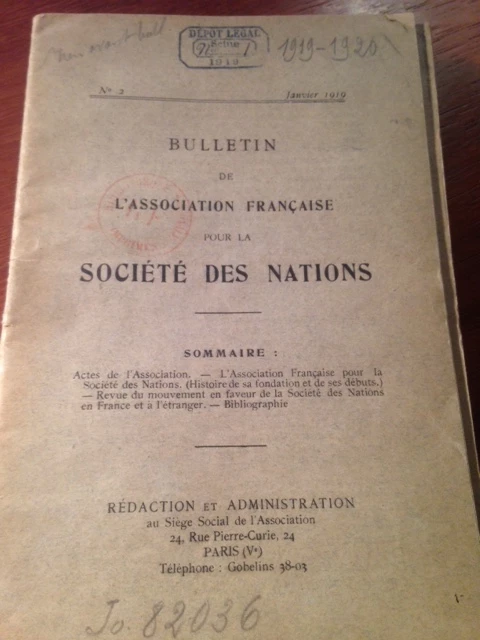 DÉPOT LÉGAL
Seine
1919
1919-1920
Nº 2 Janvier 1919
BULLETIN
DE
L'ASSOCIATION FRANÇAISE
POUR LA
SOCIÉTÉ DES NATIONS
SOMMAIRE :
Actes de l'Association. — L'Association Française pour la
Société des Nations. (Histoire de sa fondation et de ses débuts.)
— Revue du mouvement en faveur de la Société des Nations
en France et à l'étranger. — Bibliographie
RÉDACTION ET ADMINISTRATION
au Siège Social de l'Association
24, Rue Pierre-Curie, 24
PARIS (Vᵉ)
Téléphone : Gobelins 38-03
Jo. 82036